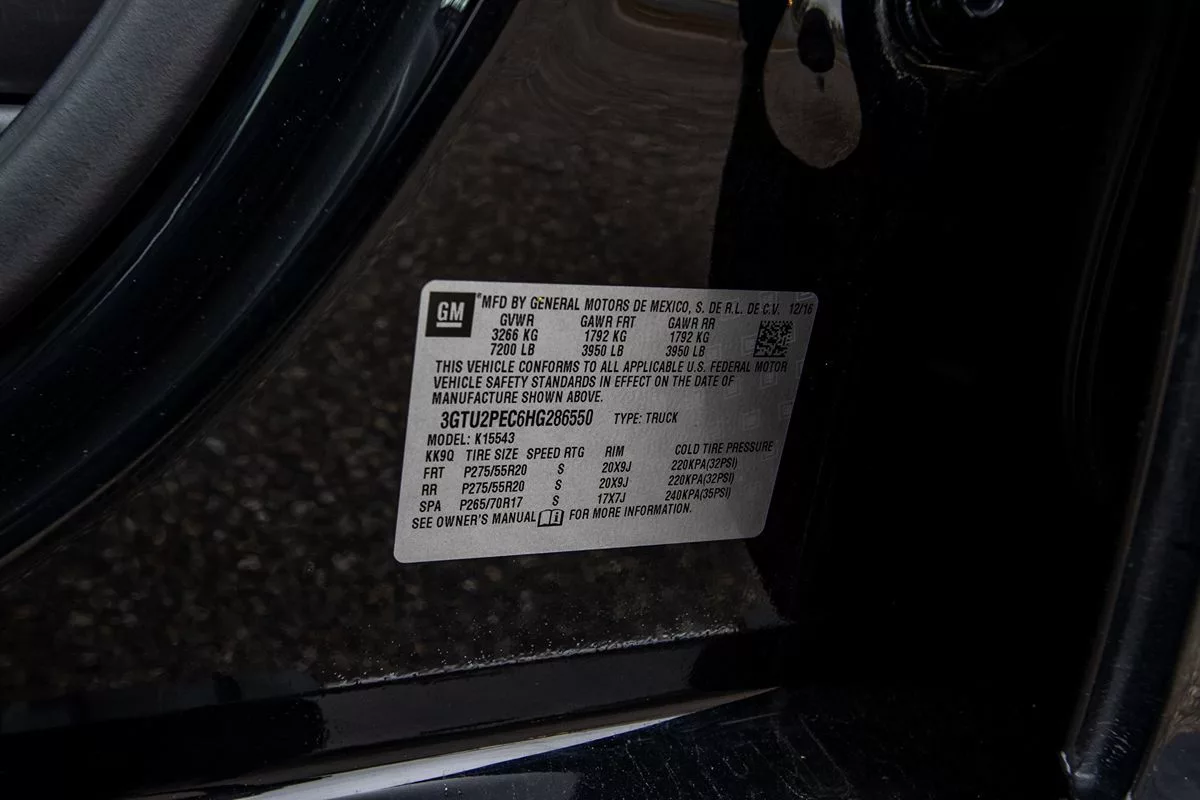 GM ® MFD BY GENERAL MOTORS DE MEXICO, S. DE R.L. DE C.V. 12/16
GVWR GAWR FRT GAWR RR
3266 KG 1792 KG 1792 KG
7200 LB 3950 LB 3950 LB
THIS VEHICLE CONFORMS TO ALL APPLICABLE U.S. FEDERAL MOTOR
VEHICLE SAFETY STANDARDS IN EFFECT ON THE DATE OF
MANUFACTURE SHOWN ABOVE.
3GTU2PEC6HG286550 TYPE: TRUCK
MODEL: K15543
KK9Q TIRE SIZE SPEED RTG RIM COLD TIRE PRESSURE
FRT P275/55R20 S 20X9J 220KPA(32PSI)
RR P275/55R20 S 20X9J 220KPA(32PSI)
SPA P265/70R17 S 17X7J 240KPA(35PSI)
SEE OWNER'S MANUAL FOR MORE INFORMATION.